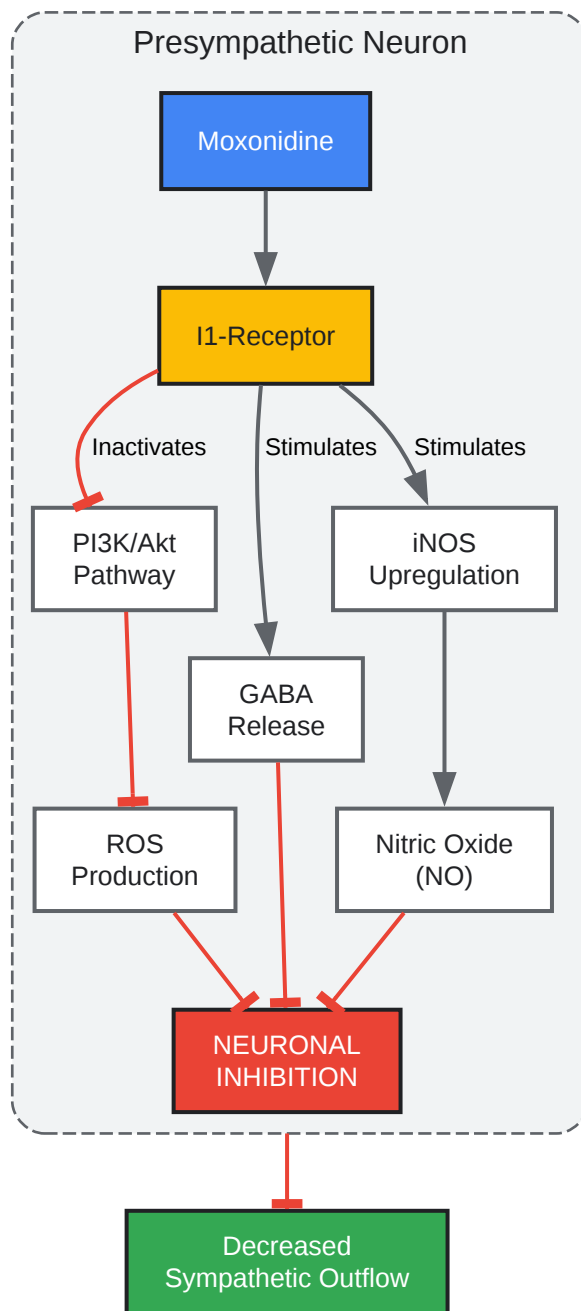 Presympathetic Neuron
Moxonidine
I1-Receptor
Inactivates
Stimulates
Stimulates
PI3K/Akt
Pathway
iNOS
Upregulation
GABA
Release
ROS
Production
Nitric Oxide
(NO)
NEURONAL
INHIBITION
Decreased
Sympathetic Outflow